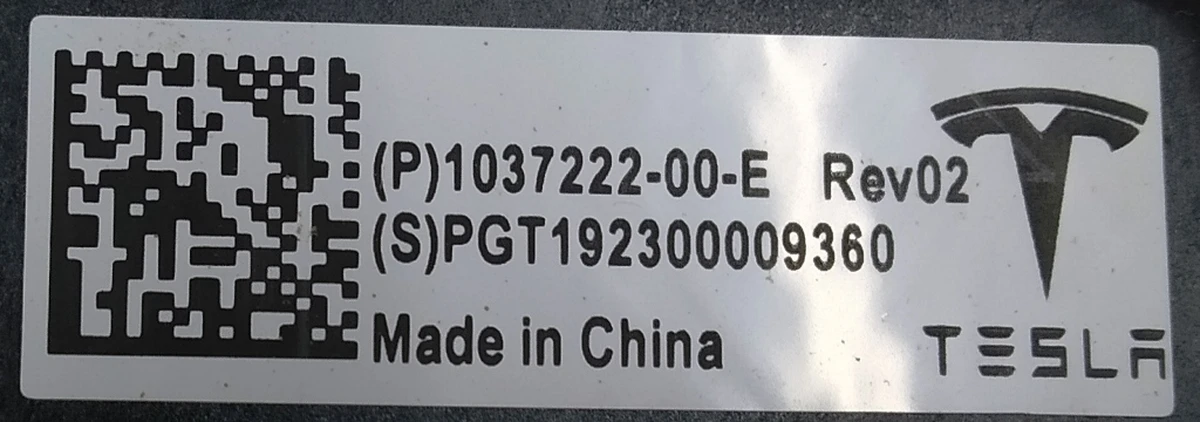 (P)1037222-00-E Rev02
(S)PGT192300009360
Made in China
TESLA